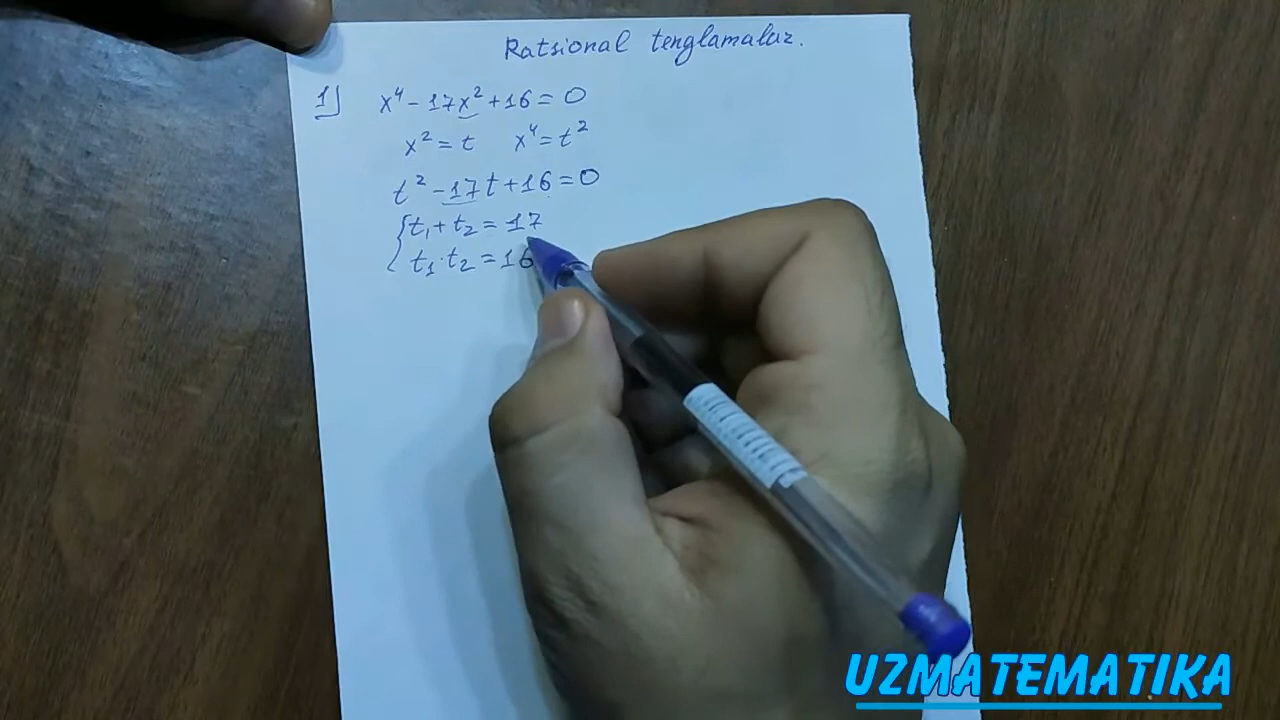 Ratsional tenglamalar.
1) x⁴ - 17x² + 16 = 0
x² = t x⁴ = t²
t² - 17t + 16 = 0
{t₁ + t₂ = 17
t₁ · t₂ = 16
UZMATEMATIKA